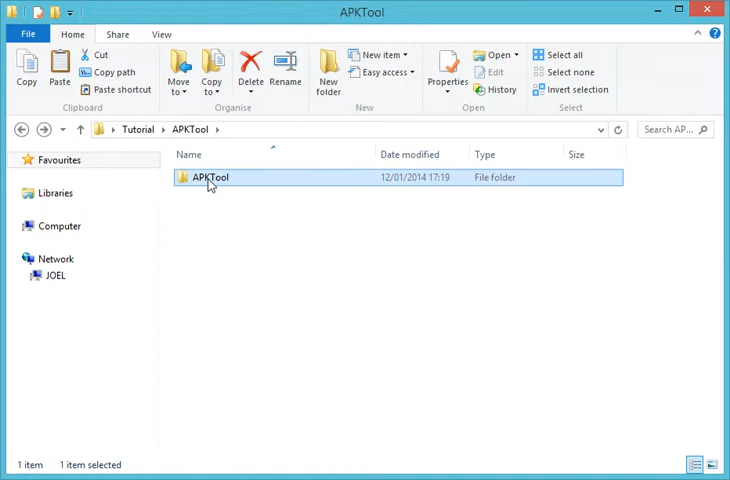 APKTool
File Home Share View
Copy Paste Cut Copy path Paste shortcut
Move to Copy to Delete Rename
New folder New item Easy access
Properties Open Edit History
Select all Select none Invert selection
Clipboard Organise New Open Select
Tutorial APKTool Search AP...
Name Date modified Type Size
APKTool 12/01/2014 17:19 File folder
Favourites
Libraries
Computer
Network
JOEL
1 item 1 item selected